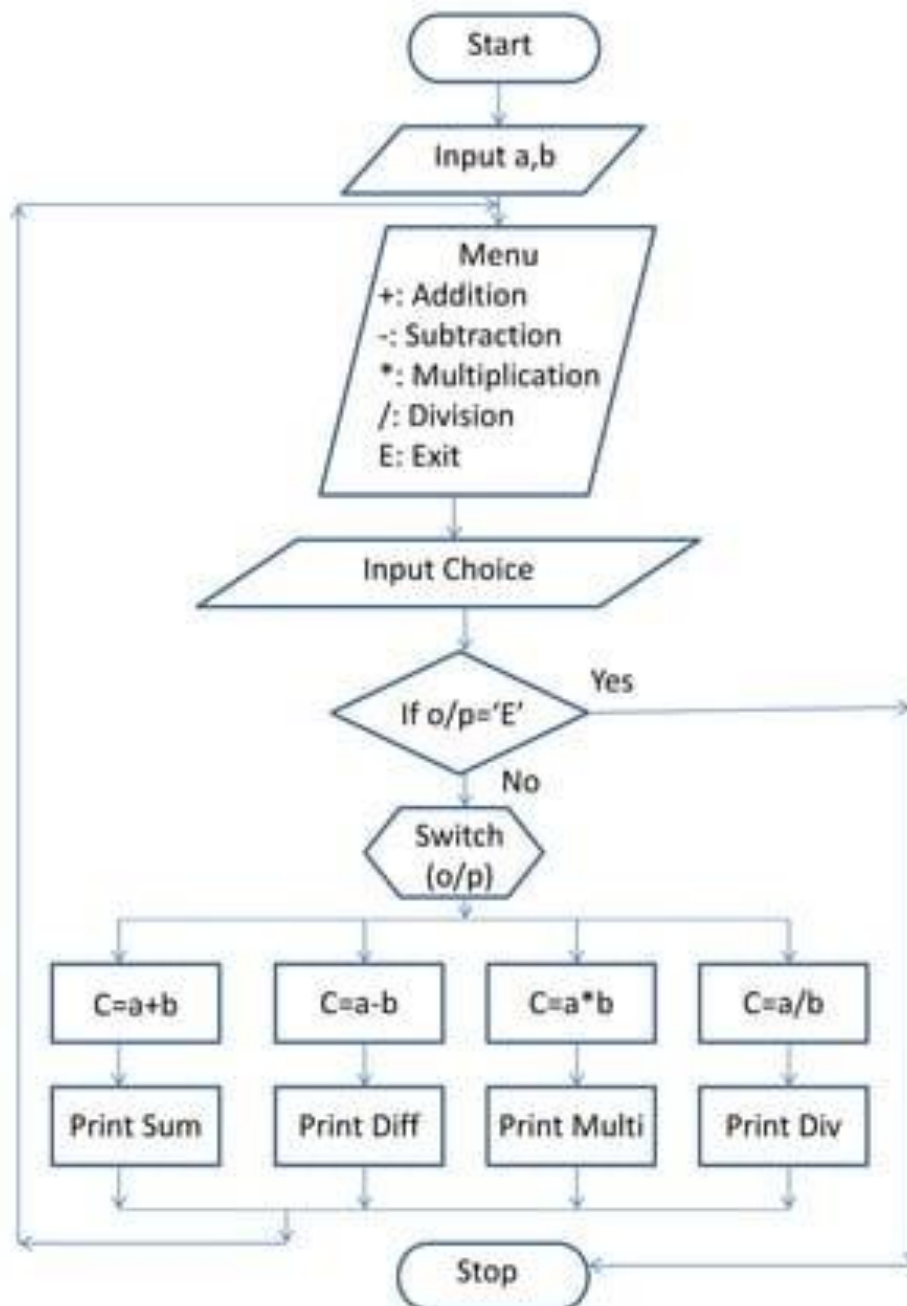 Start
Input a,b
Menu
+: Addition
-: Subtraction
*: Multiplication
/: Division
E: Exit
Input Choice
If o/p=‘E’
Yes
No
Switch
(o/p)
C=a+b
C=a-b
C=a*b
C=a/b
Print Sum
Print Diff
Print Multi
Print Div
Stop